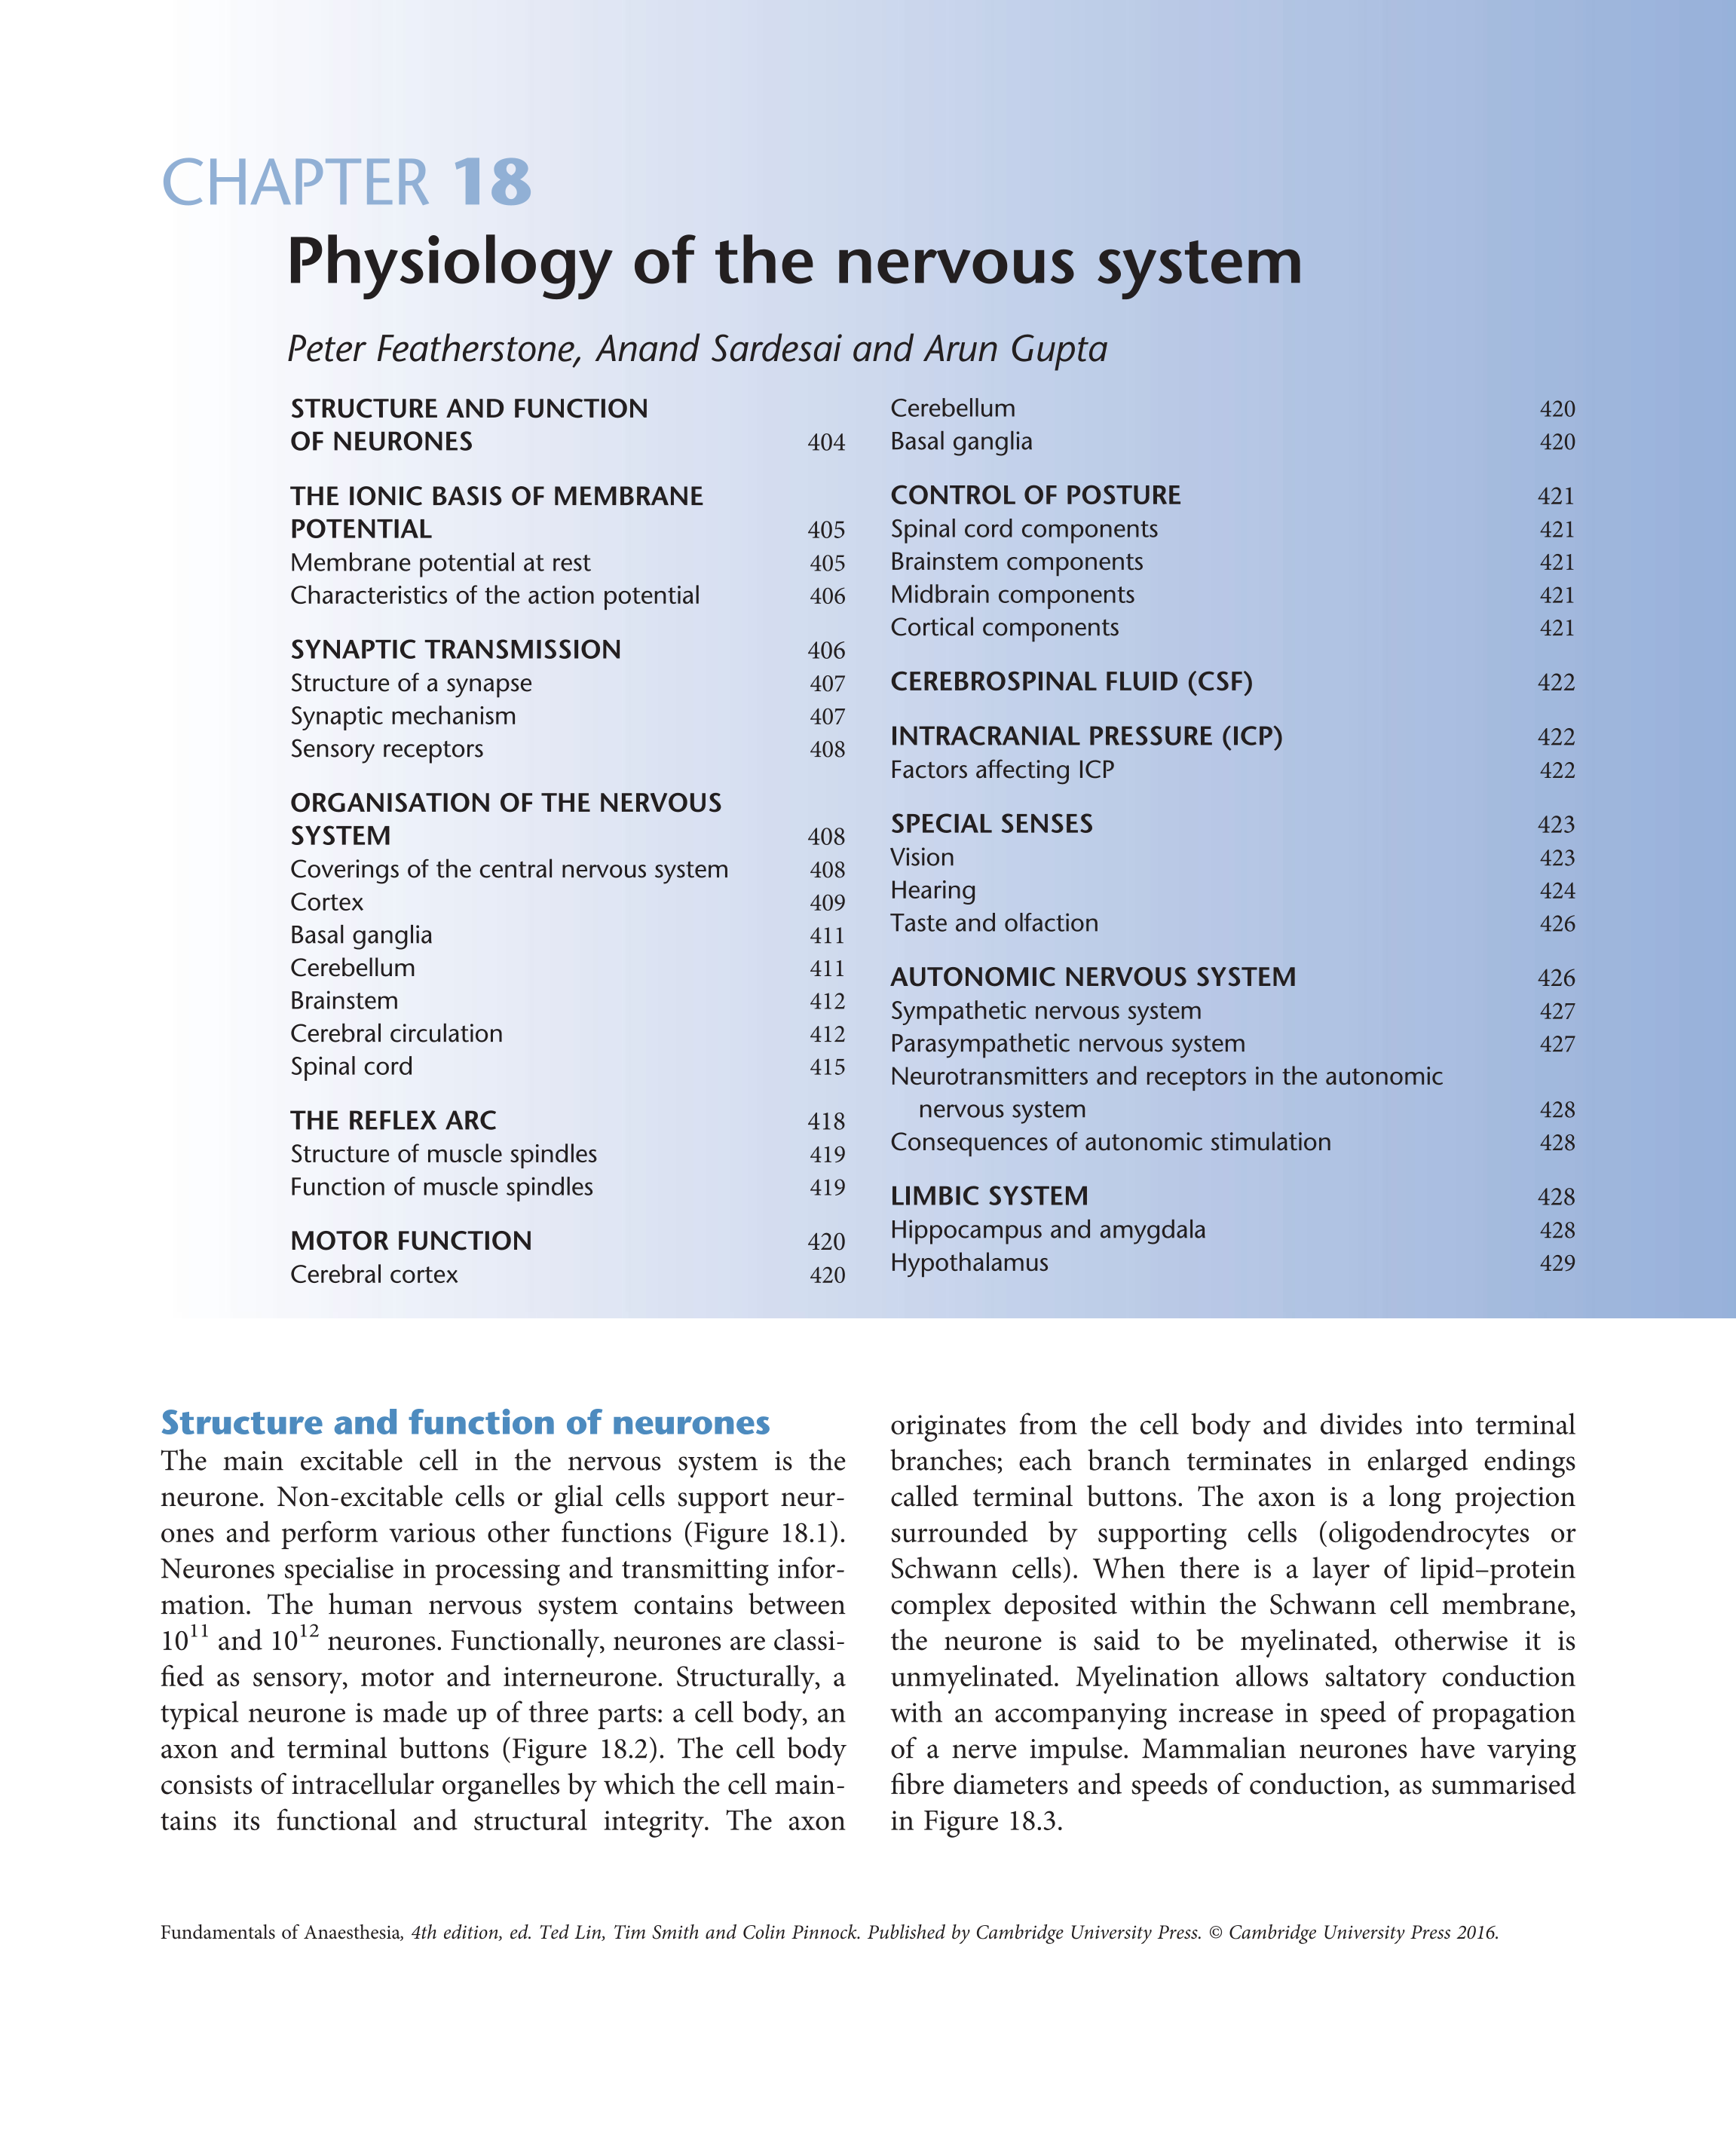 CHAPTER 18
Physiology of the nervous system
Peter Featherstone, Anand Sardesai and Arun Gupta
STRUCTURE AND FUNCTION
OF NEURONES 404
THE IONIC BASIS OF MEMBRANE
POTENTIAL 405
Membrane potential at rest 405
Characteristics of the action potential 406
SYNAPTIC TRANSMISSION 406
Structure of a synapse 407
Synaptic mechanism 407
Sensory receptors 408
ORGANISATION OF THE NERVOUS
SYSTEM 408
Coverings of the central nervous system 408
Cortex 409
Basal ganglia 411
Cerebellum 411
Brainstem 412
Cerebral circulation 412
Spinal cord 415
THE REFLEX ARC 418
Structure of muscle spindles 419
Function of muscle spindles 419
MOTOR FUNCTION 420
Cerebral cortex 420
Cerebellum 420
Basal ganglia 420
CONTROL OF POSTURE 421
Spinal cord components 421
Brainstem components 421
Midbrain components 421
Cortical components 421
CEREBROSPINAL FLUID (CSF) 422
INTRACRANIAL PRESSURE (ICP) 422
Factors affecting ICP 422
SPECIAL SENSES 423
Vision 423
Hearing 424
Taste and olfaction 426
AUTONOMIC NERVOUS SYSTEM 426
Sympathetic nervous system 427
Parasympathetic nervous system 427
Neurotransmitters and receptors in the autonomic
nervous system 428
Consequences of autonomic stimulation 428
LIMBIC SYSTEM 428
Hippocampus and amygdala 428
Hypothalamus 429
Structure and function of neurones
The main excitable cell in the nervous system is the
neurone. Non-excitable cells or glial cells support neur-
ones and perform various other functions (Figure 18.1).
Neurones specialise in processing and transmitting infor-
mation. The human nervous system contains between
10¹¹ and 10¹² neurones. Functionally, neurones are classi-
fied as sensory, motor and interneurone. Structurally, a
typical neurone is made up of three parts: a cell body, an
axon and terminal buttons (Figure 18.2). The cell body
consists of intracellular organelles by which the cell main-
tains its functional and structural integrity. The axon
originates from the cell body and divides into terminal
branches; each branch terminates in enlarged endings
called terminal buttons. The axon is a long projection
surrounded by supporting cells (oligodendrocytes or
Schwann cells). When there is a layer of lipid–protein
complex deposited within the Schwann cell membrane,
the neurone is said to be myelinated, otherwise it is
unmyelinated. Myelination allows saltatory conduction
with an accompanying increase in speed of propagation
of a nerve impulse. Mammalian neurones have varying
fibre diameters and speeds of conduction, as summarised
in Figure 18.3.
Fundamentals of Anaesthesia, 4th edition, ed. Ted Lin, Tim Smith and Colin Pinnock. Published by Cambridge University Press. © Cambridge University Press 2016.